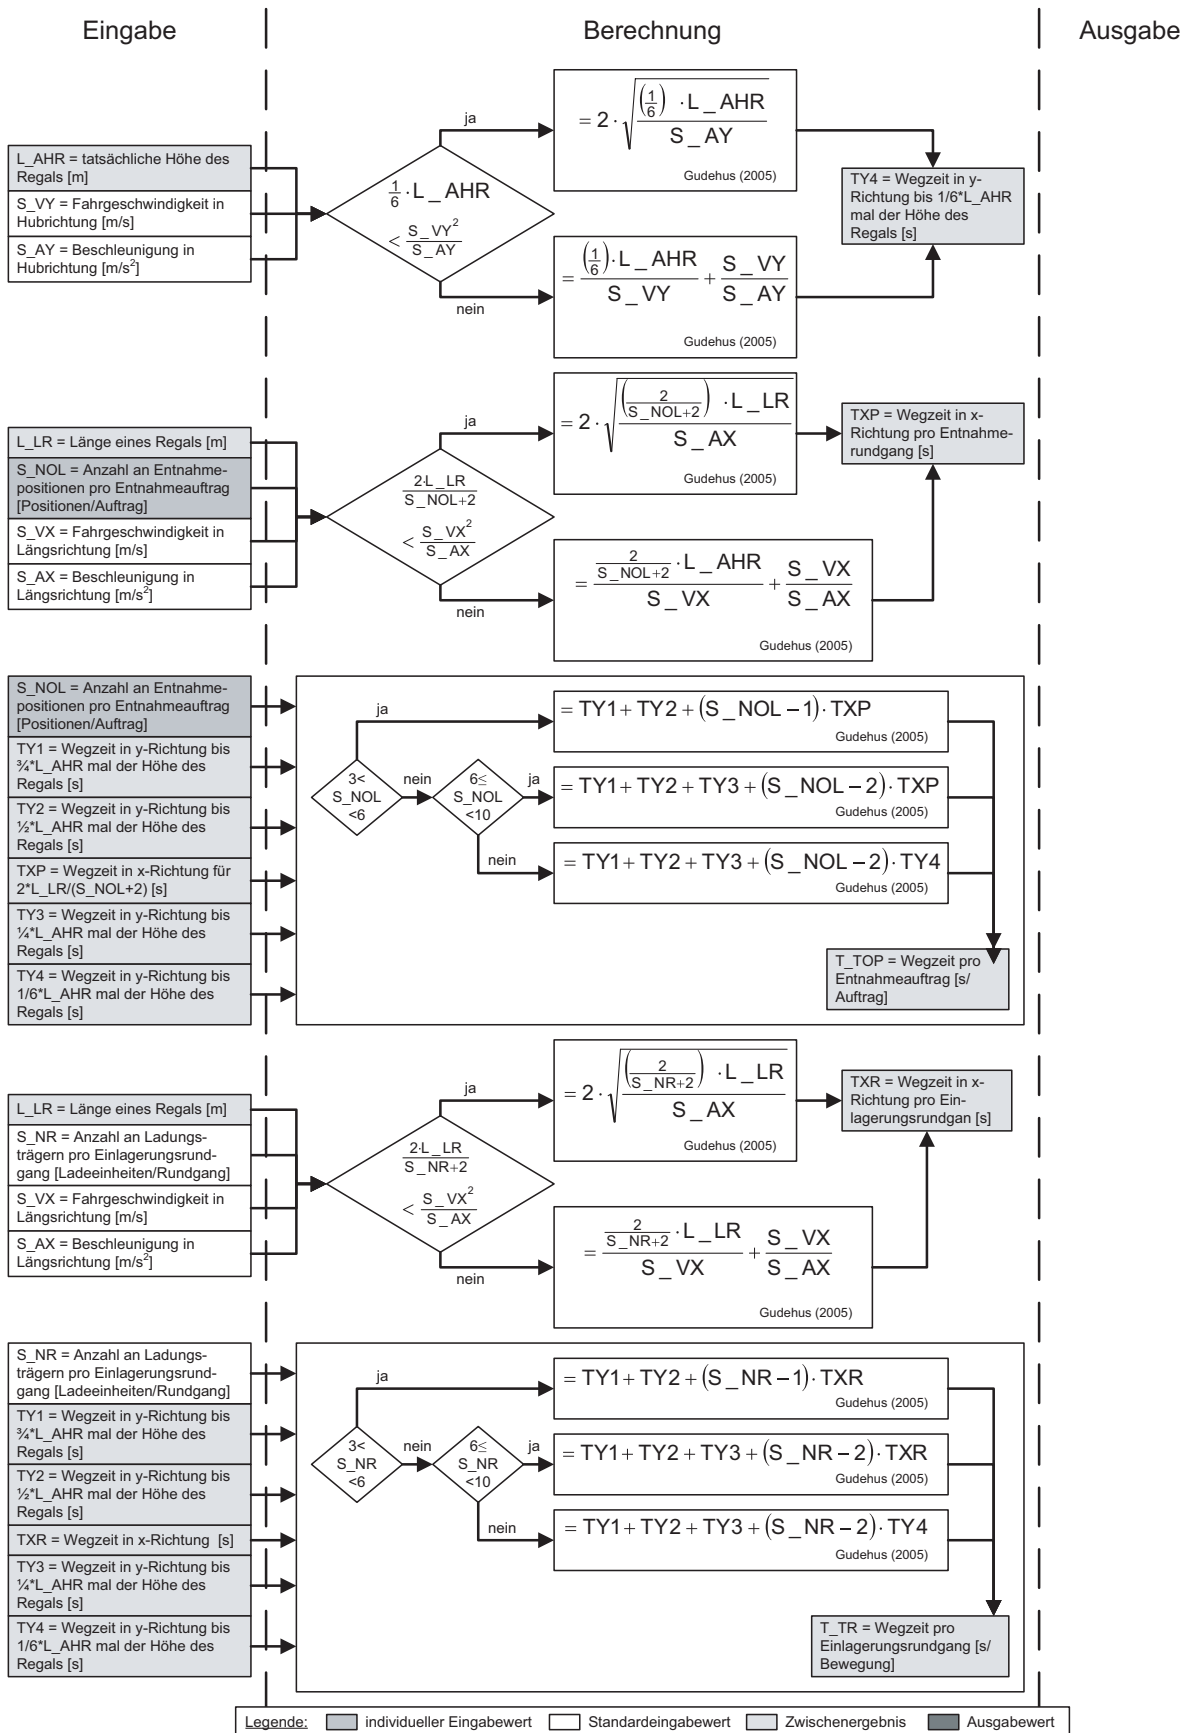 Eingabe
Berechnung
Ausgabe
L_AHR = tatsächliche Höhe des
Regals [m]
S_VY = Fahrgeschwindigkeit in
Hubrichtung [m/s]
S_AY = Beschleunigung in
Hubrichtung [m/s²]
1/6 · L_AHR
< S_VY²/S_AY
ja
= 2 · √((1/6) · L_AHR / S_AY)
Gudehus (2005)
nein
= (1/6) · L_AHR / S_VY + S_VY / S_AY
Gudehus (2005)
TY4 = Wegzeit in y-
Richtung bis 1/6*L_AHR
mal der Höhe des
Regals [s]
L_LR = Länge eines Regals [m]
S_NOL = Anzahl an Entnahme-
positionen pro Entnahmeauftrag
[Positionen/Auftrag]
S_VX = Fahrgeschwindigkeit in
Längsrichtung [m/s]
S_AX = Beschleunigung in
Längsrichtung [m/s²]
2·L_LR / S_NOL+2
< S_VX²/S_AX
ja
= 2 · √((2/S_NOL+2) · L_LR / S_AX)
Gudehus (2005)
nein
= 2/S_NOL+2 · L_AHR / S_VX + S_VX / S_AX
Gudehus (2005)
TXP = Wegzeit in x-
Richtung pro Entnahme-
rundgang [s]
S_NOL = Anzahl an Entnahme-
positionen pro Entnahmeauftrag
[Positionen/Auftrag]
TY1 = Wegzeit in y-Richtung bis
¾*L_AHR mal der Höhe des
Regals [s]
TY2 = Wegzeit in y-Richtung bis
½*L_AHR mal der Höhe des
Regals [s]
TXP = Wegzeit in x-Richtung für
2*L_LR/(S_NOL+2) [s]
TY3 = Wegzeit in y-Richtung bis
¼*L_AHR mal der Höhe des
Regals [s]
TY4 = Wegzeit in y-Richtung bis
1/6*L_AHR mal der Höhe des
Regals [s]
3<
S_NOL
<6
ja
= TY1 + TY2 + (S_NOL − 1) · TXP
Gudehus (2005)
nein
6≤
S_NOL
<10
ja
= TY1 + TY2 + TY3 + (S_NOL − 2) · TXP
Gudehus (2005)
nein
= TY1 + TY2 + TY3 + (S_NOL − 2) · TY4
Gudehus (2005)
T_TOP = Wegzeit pro
Entnahmeauftrag [s/
Auftrag]
L_LR = Länge eines Regals [m]
S_NR = Anzahl an Ladungs-
trägern pro Einlagerungsrund-
gang [Ladeeinheiten/Rundgang]
S_VX = Fahrgeschwindigkeit in
Längsrichtung [m/s]
S_AX = Beschleunigung in
Längsrichtung [m/s²]
2·L_LR / S_NR+2
< S_VX²/S_AX
ja
= 2 · √((2/S_NR+2) · L_LR / S_AX)
Gudehus (2005)
nein
= 2/S_NR+2 · L_LR / S_VX + S_VX / S_AX
Gudehus (2005)
TXR = Wegzeit in x-
Richtung pro Ein-
lagerungsrundgan [s]
S_NR = Anzahl an Ladungs-
trägern pro Einlagerungsrund-
gang [Ladeeinheiten/Rundgang]
TY1 = Wegzeit in y-Richtung bis
¾*L_AHR mal der Höhe des
Regals [s]
TY2 = Wegzeit in y-Richtung bis
½*L_AHR mal der Höhe des
Regals [s]
TXR = Wegzeit in x-Richtung [s]
TY3 = Wegzeit in y-Richtung bis
¼*L_AHR mal der Höhe des
Regals [s]
TY4 = Wegzeit in y-Richtung bis
1/6*L_AHR mal der Höhe des
Regals [s]
3<
S_NR
<6
ja
= TY1 + TY2 + (S_NR − 1) · TXR
Gudehus (2005)
nein
6≤
S_NR
<10
ja
= TY1 + TY2 + TY3 + (S_NR − 2) · TXR
Gudehus (2005)
nein
= TY1 + TY2 + TY3 + (S_NR − 2) · TY4
Gudehus (2005)
T_TR = Wegzeit pro
Einlagerungsrundgang [s/
Bewegung]
Legende: individueller Eingabewert Standardeingabewert Zwischenergebnis Ausgabewert